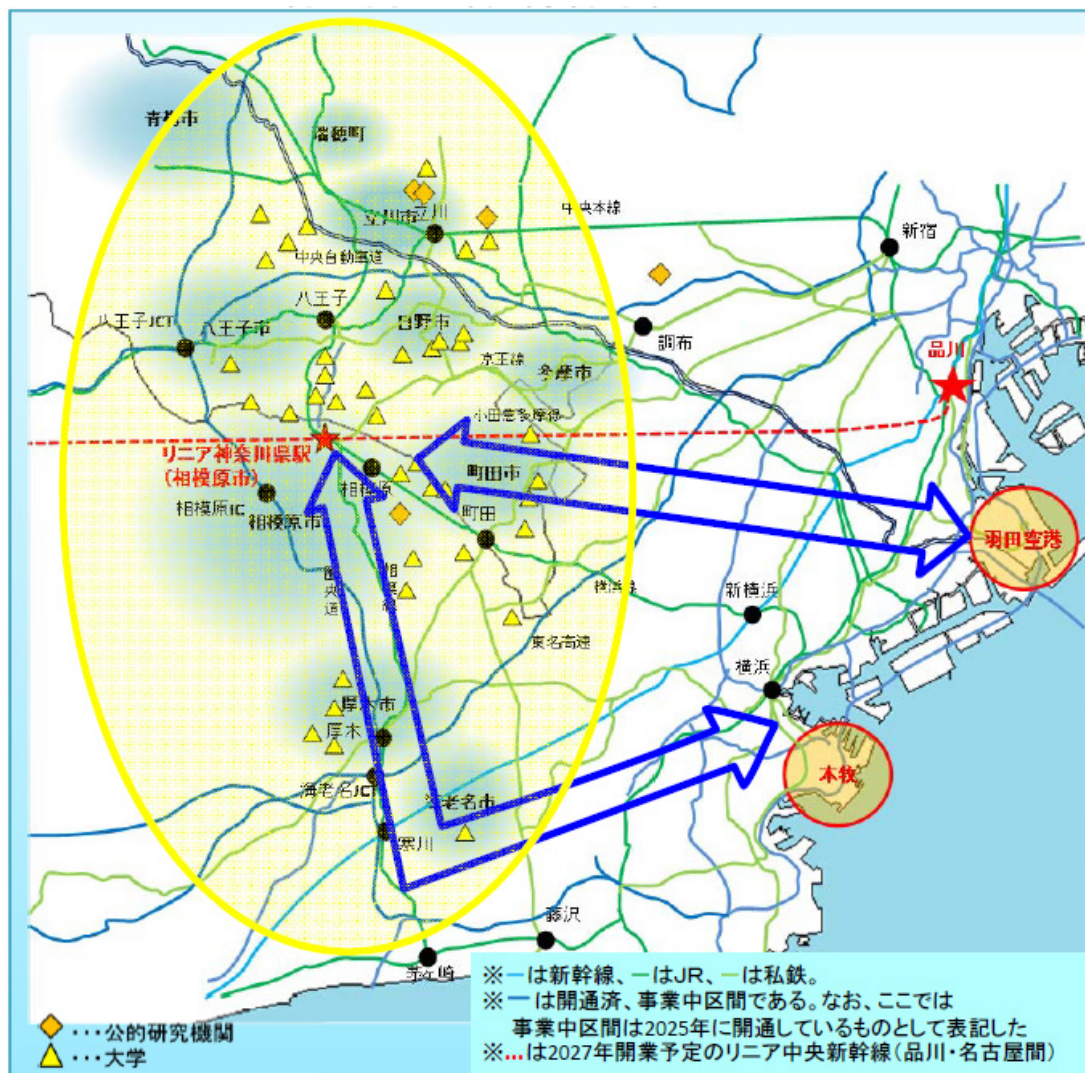 青梅市
瑞穂町
立川市
立川
中央本線
新宿
中央自動車道
八王子
八王子JCT
八王子市
日野市
調布
品川
京王線
多摩市
小田急多摩線
リニア神奈川県駅
(相模原市)
相模原
町田市
相模原IC
相模原市
町田
羽田空港
圏央道
相模線
横浜線
新横浜
東名高速
横浜
厚木市
厚木
本牧
海老名JCT
海老名市
寒川
藤沢
茅ヶ崎
※−は新幹線、−はJR、−は私鉄。
※−は開通済、事業中区間である。なお、ここでは
事業中区間は2025年に開通しているものとして表記した
※...は2027年開業予定のリニア中央新幹線(品川・名古屋間)
・・・公的研究機関
・・・大学